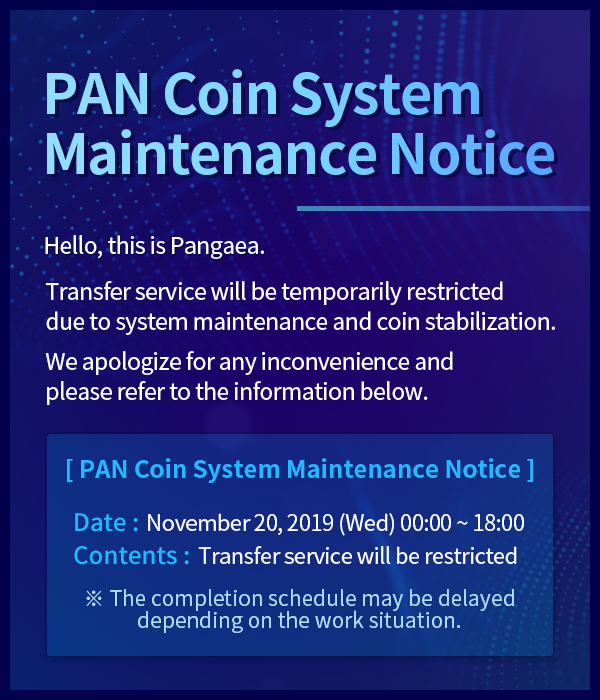 PAN Coin System
Maintenance Notice
Hello, this is Pangaea.
Transfer service will be temporarily restricted
due to system maintenance and coin stabilization.
We apologize for any inconvenience and
please refer to the information below.
[ PAN Coin System Maintenance Notice ]
Date : November 20, 2019 (Wed) 00:00 ~ 18:00
Contents : Transfer service will be restricted
※ The completion schedule may be delayed
depending on the work situation.